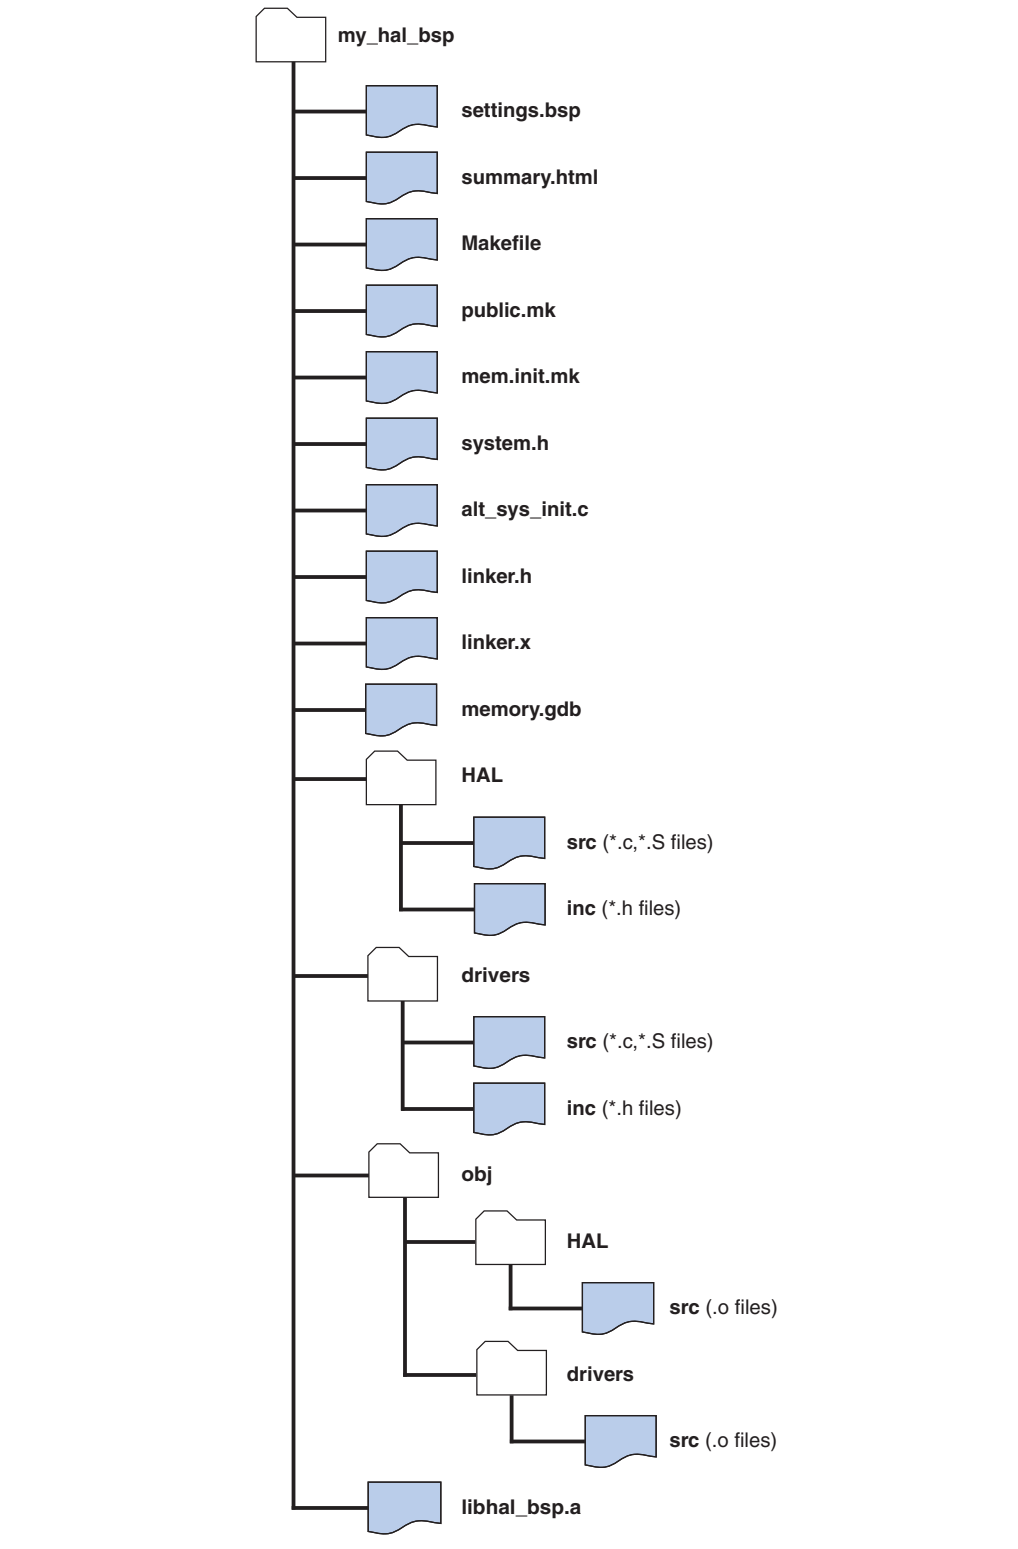 my_hal_bsp
settings.bsp
summary.html
Makefile
public.mk
mem.init.mk
system.h
alt_sys_init.c
linker.h
linker.x
memory.gdb
HAL
src (*.c,*.S files)
inc (*.h files)
drivers
src (*.c,*.S files)
inc (*.h files)
obj
HAL
src (.o files)
drivers
src (.o files)
libhal_bsp.a